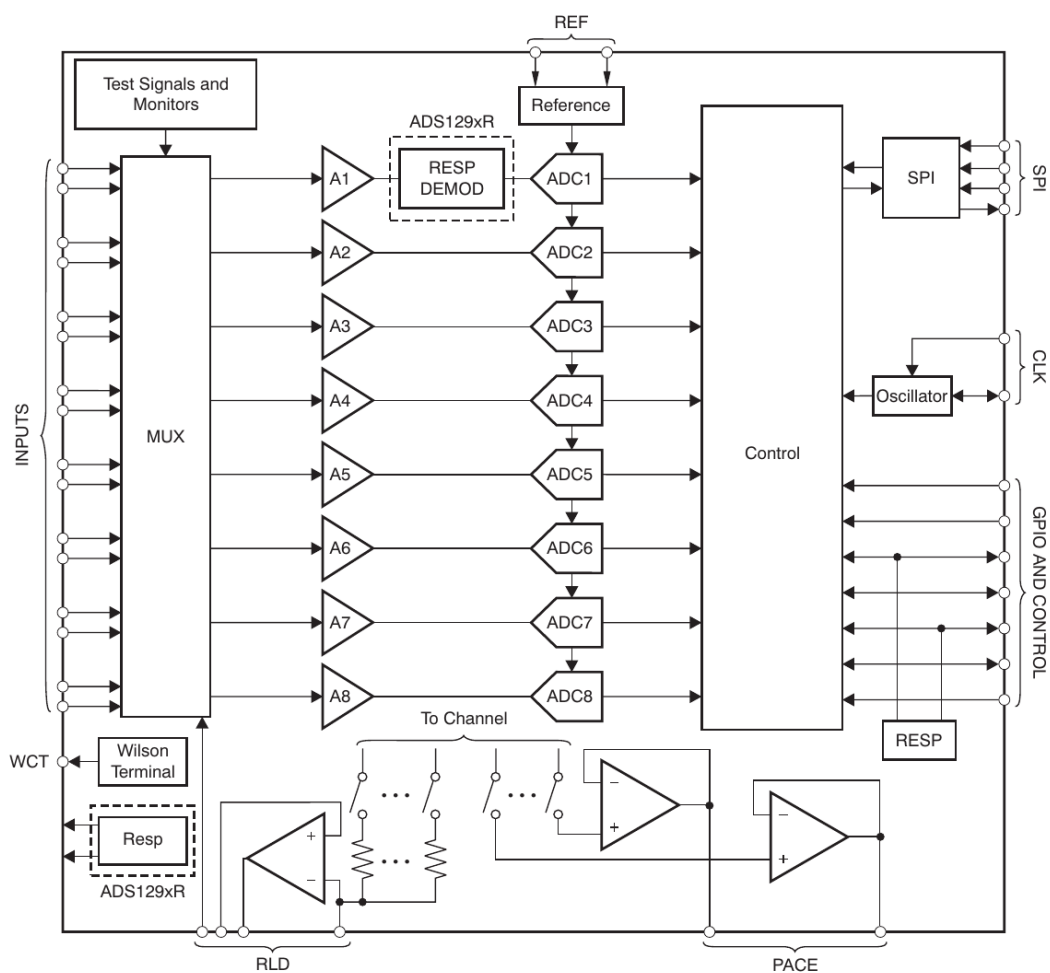 REF
Test Signals and
Monitors
Reference
ADS129xR
RESP
DEMOD
A1
ADC1
SPI
SPI
A2
ADC2
A3
ADC3
CLK
Oscillator
A4
ADC4
INPUTS
MUX
Control
A5
ADC5
A6
ADC6
GPIO AND CONTROL
A7
ADC7
A8
ADC8
To Channel
RESP
WCT
Wilson
Terminal
Resp
ADS129xR
+
−
−
+
−
+
RLD
PACE